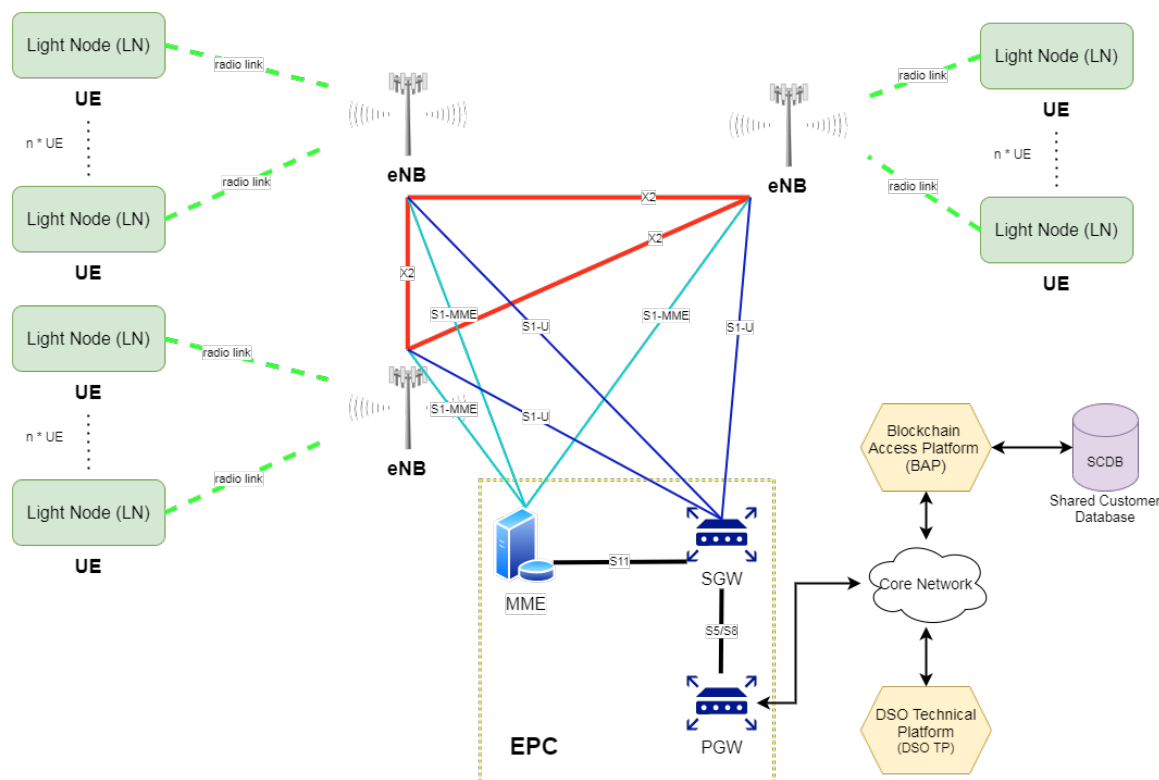 Light Node (LN)
radio link
UE
n * UE
Light Node (LN)
radio link
UE
eNB
Light Node (LN)
radio link
UE
n * UE
Light Node (LN)
radio link
UE
eNB
eNB
Light Node (LN)
radio link
UE
n * UE
Light Node (LN)
radio link
UE
X2
X2
X2
S1-MME
S1-U
S1-MME
S1-U
S1-MME
S1-U
MME
S11
SGW
S5/S8
PGW
EPC
Blockchain
Access Platform
(BAP)
SCDB
Shared Customer
Database
Core Network
DSO Technical
Platform
(DSO TP)